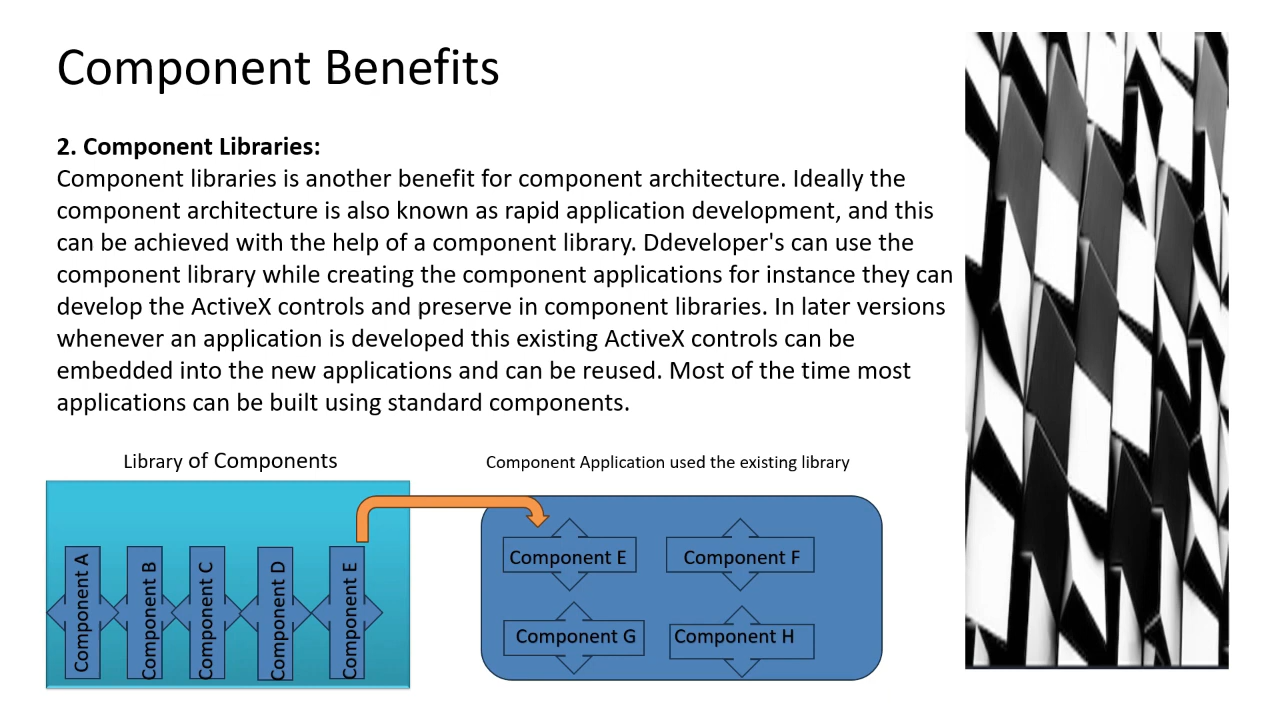 Component Benefits
2. Component Libraries:
Component libraries is another benefit for component architecture. Ideally the
component architecture is also known as rapid application development, and this
can be achieved with the help of a component library. Ddeveloper's can use the
component library while creating the component applications for instance they can
develop the ActiveX controls and preserve in component libraries. In later versions
whenever an application is developed this existing ActiveX controls can be
embedded into the new applications and can be reused. Most of the time most
applications can be built using standard components.
Library of Components
Component A
Component B
Component C
Component D
Component E
Component Application used the existing library
Component E
Component F
Component G
Component H